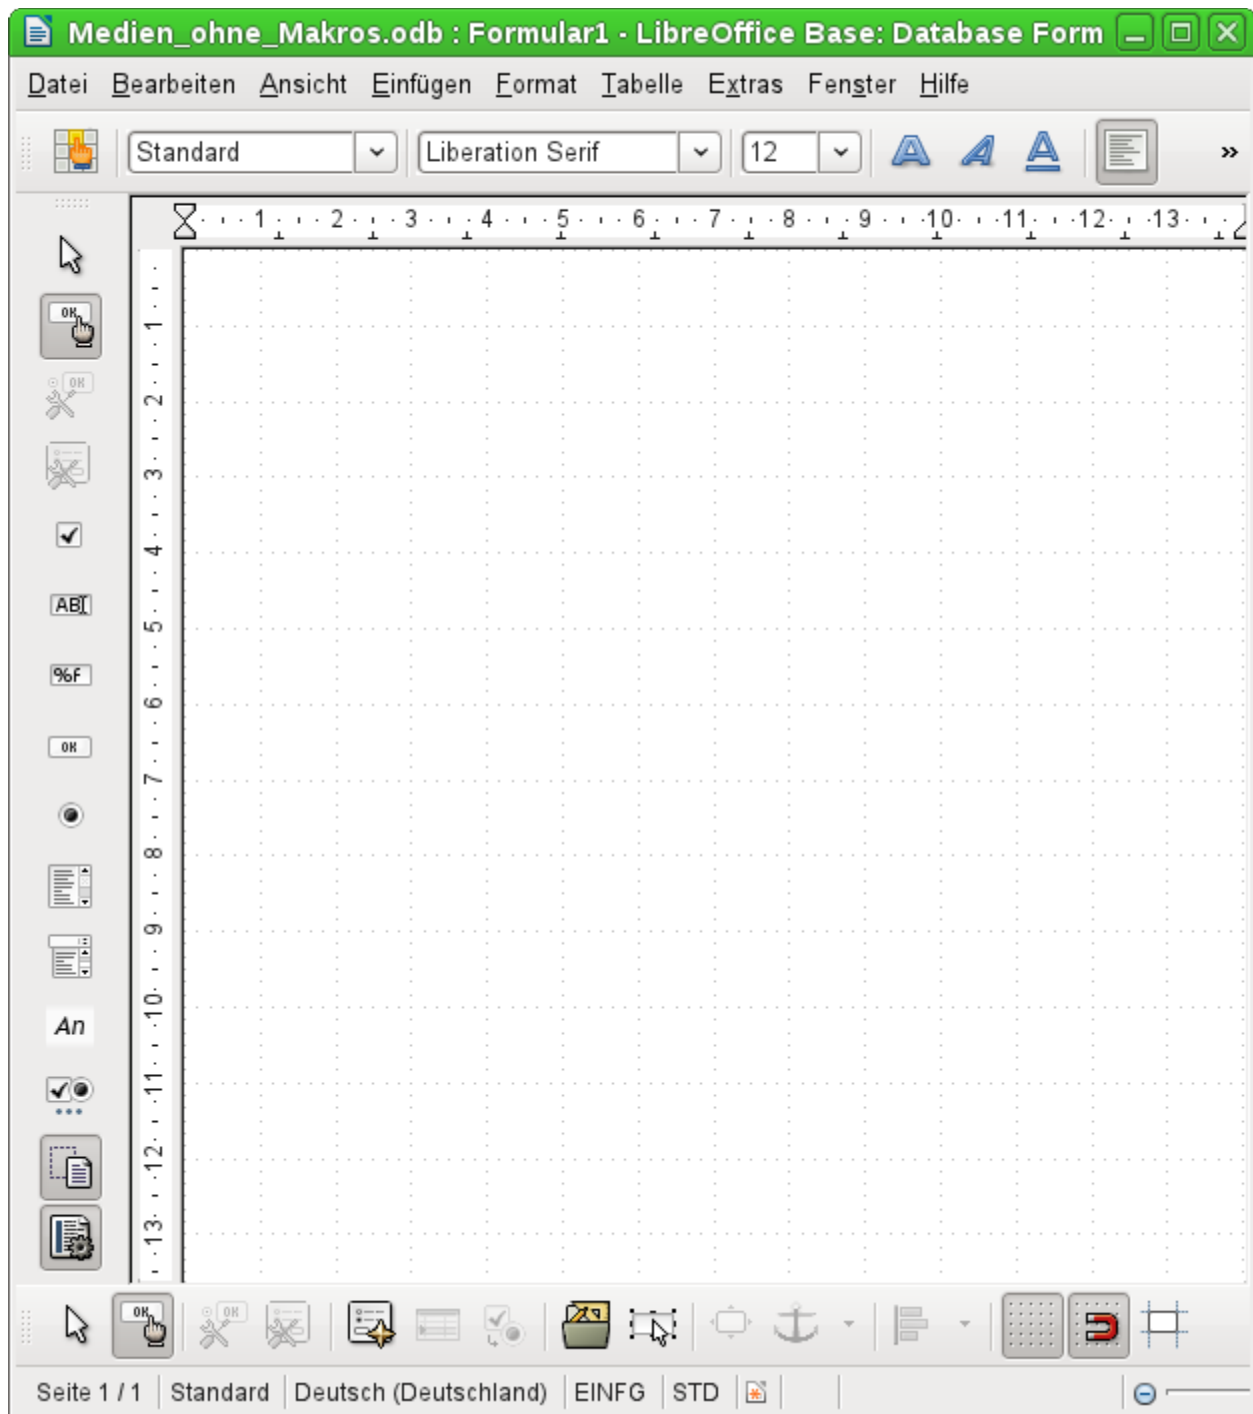 Medien_ohne_Makros.odb : Formular1 - LibreOffice Base: Database Form
Datei Bearbeiten Ansicht Einfügen Format Tabelle Extras Fenster Hilfe
Standard Liberation Serif 12 A A A »
1 2 3 4 5 6 7 8 9 10 11 12 13
OK
1
OK
2
3
4
ABI
5
%f
6
OK
7
8
9
10
An
11
12
13
OK OK
Seite 1 / 1 Standard Deutsch (Deutschland) EINFG STD